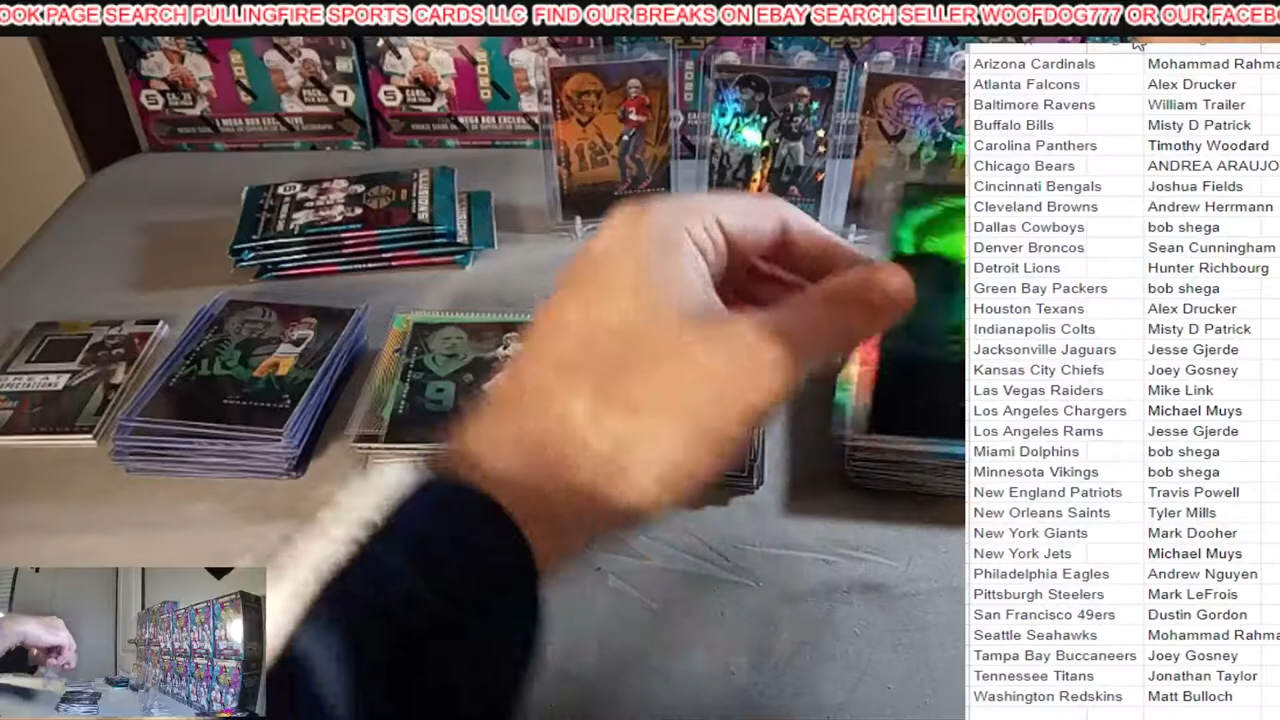 OOK PAGE SEARCH PULLINGFIRE SPORTS CARDS LLC FIND OUR BREAKS ON EBAY SEARCH SELLER WOOFDOG777 OR OUR FACEB
Arizona Cardinals Mohammad Rahma
Atlanta Falcons Alex Drucker
Baltimore Ravens William Trailer
Buffalo Bills Misty D Patrick
Carolina Panthers Timothy Woodard
Chicago Bears ANDREA ARAUJO
Cincinnati Bengals Joshua Fields
Cleveland Browns Andrew Herrmann
Dallas Cowboys bob shega
Denver Broncos Sean Cunningham
Detroit Lions Hunter Richbourg
Green Bay Packers bob shega
Houston Texans Alex Drucker
Indianapolis Colts Misty D Patrick
Jacksonville Jaguars Jesse Gjerde
Kansas City Chiefs Joey Gosney
Las Vegas Raiders Mike Link
Los Angeles Chargers Michael Muys
Los Angeles Rams Jesse Gjerde
Miami Dolphins bob shega
Minnesota Vikings bob shega
New England Patriots Travis Powell
New Orleans Saints Tyler Mills
New York Giants Mark Dooher
New York Jets Michael Muys
Philadelphia Eagles Andrew Nguyen
Pittsburgh Steelers Mark LeFrois
San Francisco 49ers Dustin Gordon
Seattle Seahawks Mohammad Rahma
Tampa Bay Buccaneers Joey Gosney
Tennessee Titans Jonathan Taylor
Washington Redskins Matt Bulloch
2020
5
7
5
2020
12
ILLUSIONS
9